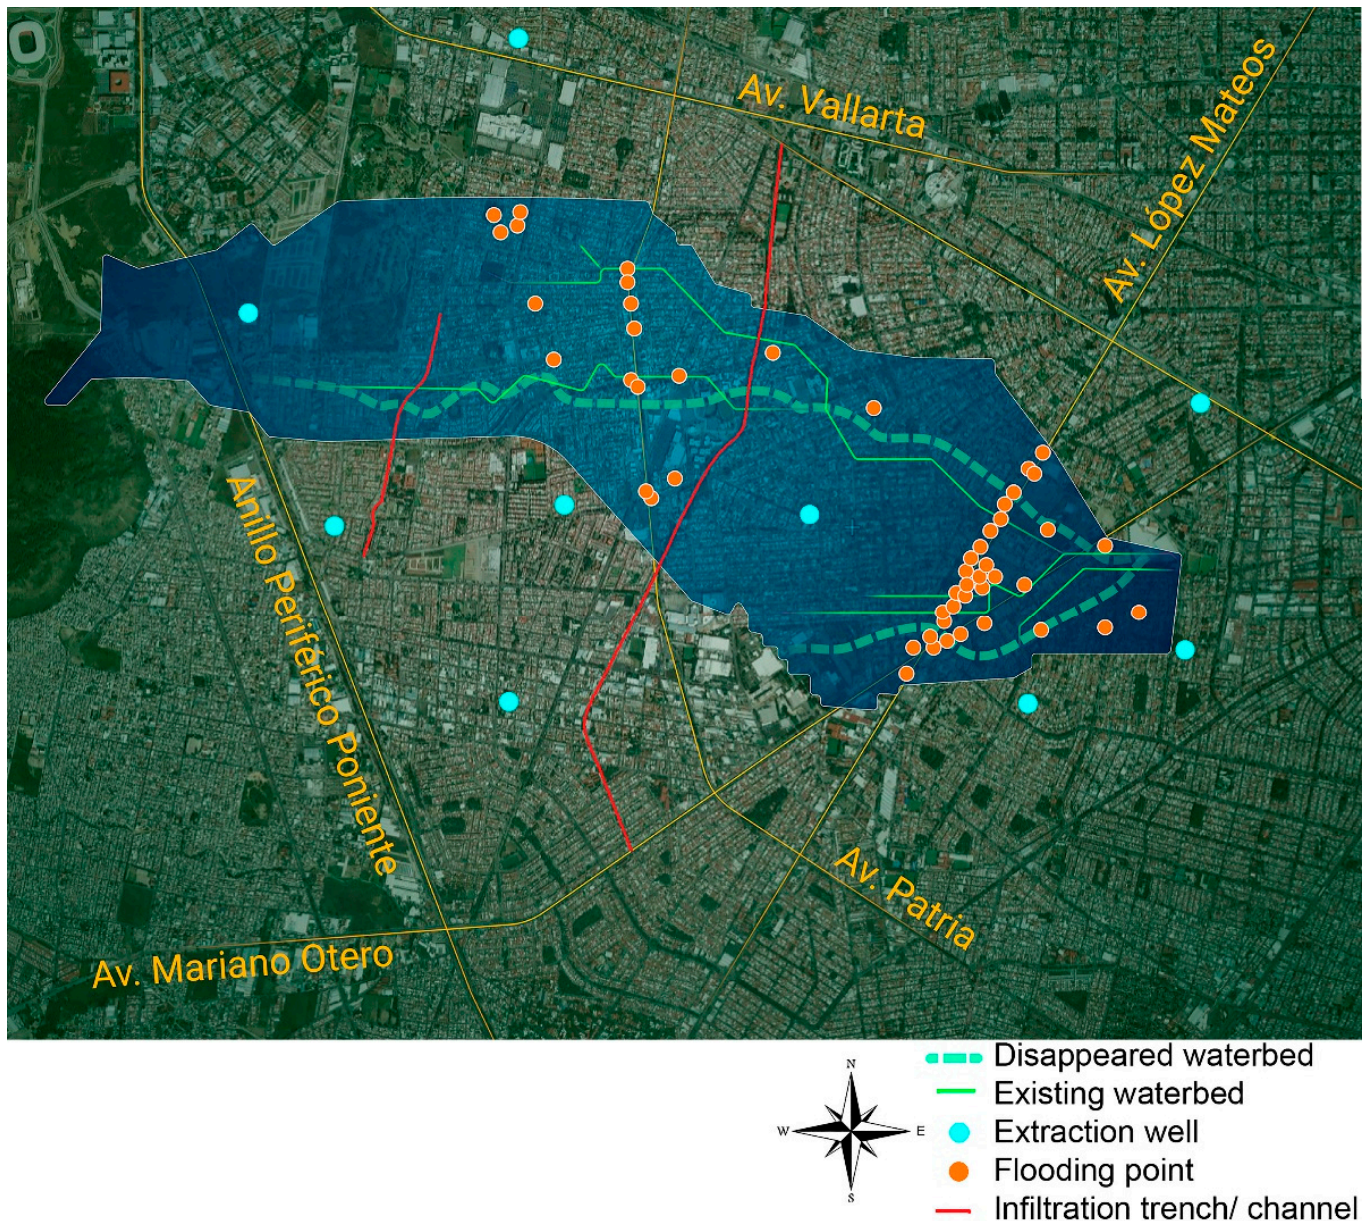 Av. Vallarta
Av. López Mateos
Anillo Periférico Poniente
Av. Patria
Av. Mariano Otero
N
W
E
S
Disappeared waterbed
Existing waterbed
Extraction well
Flooding point
Infiltration trench/ channel